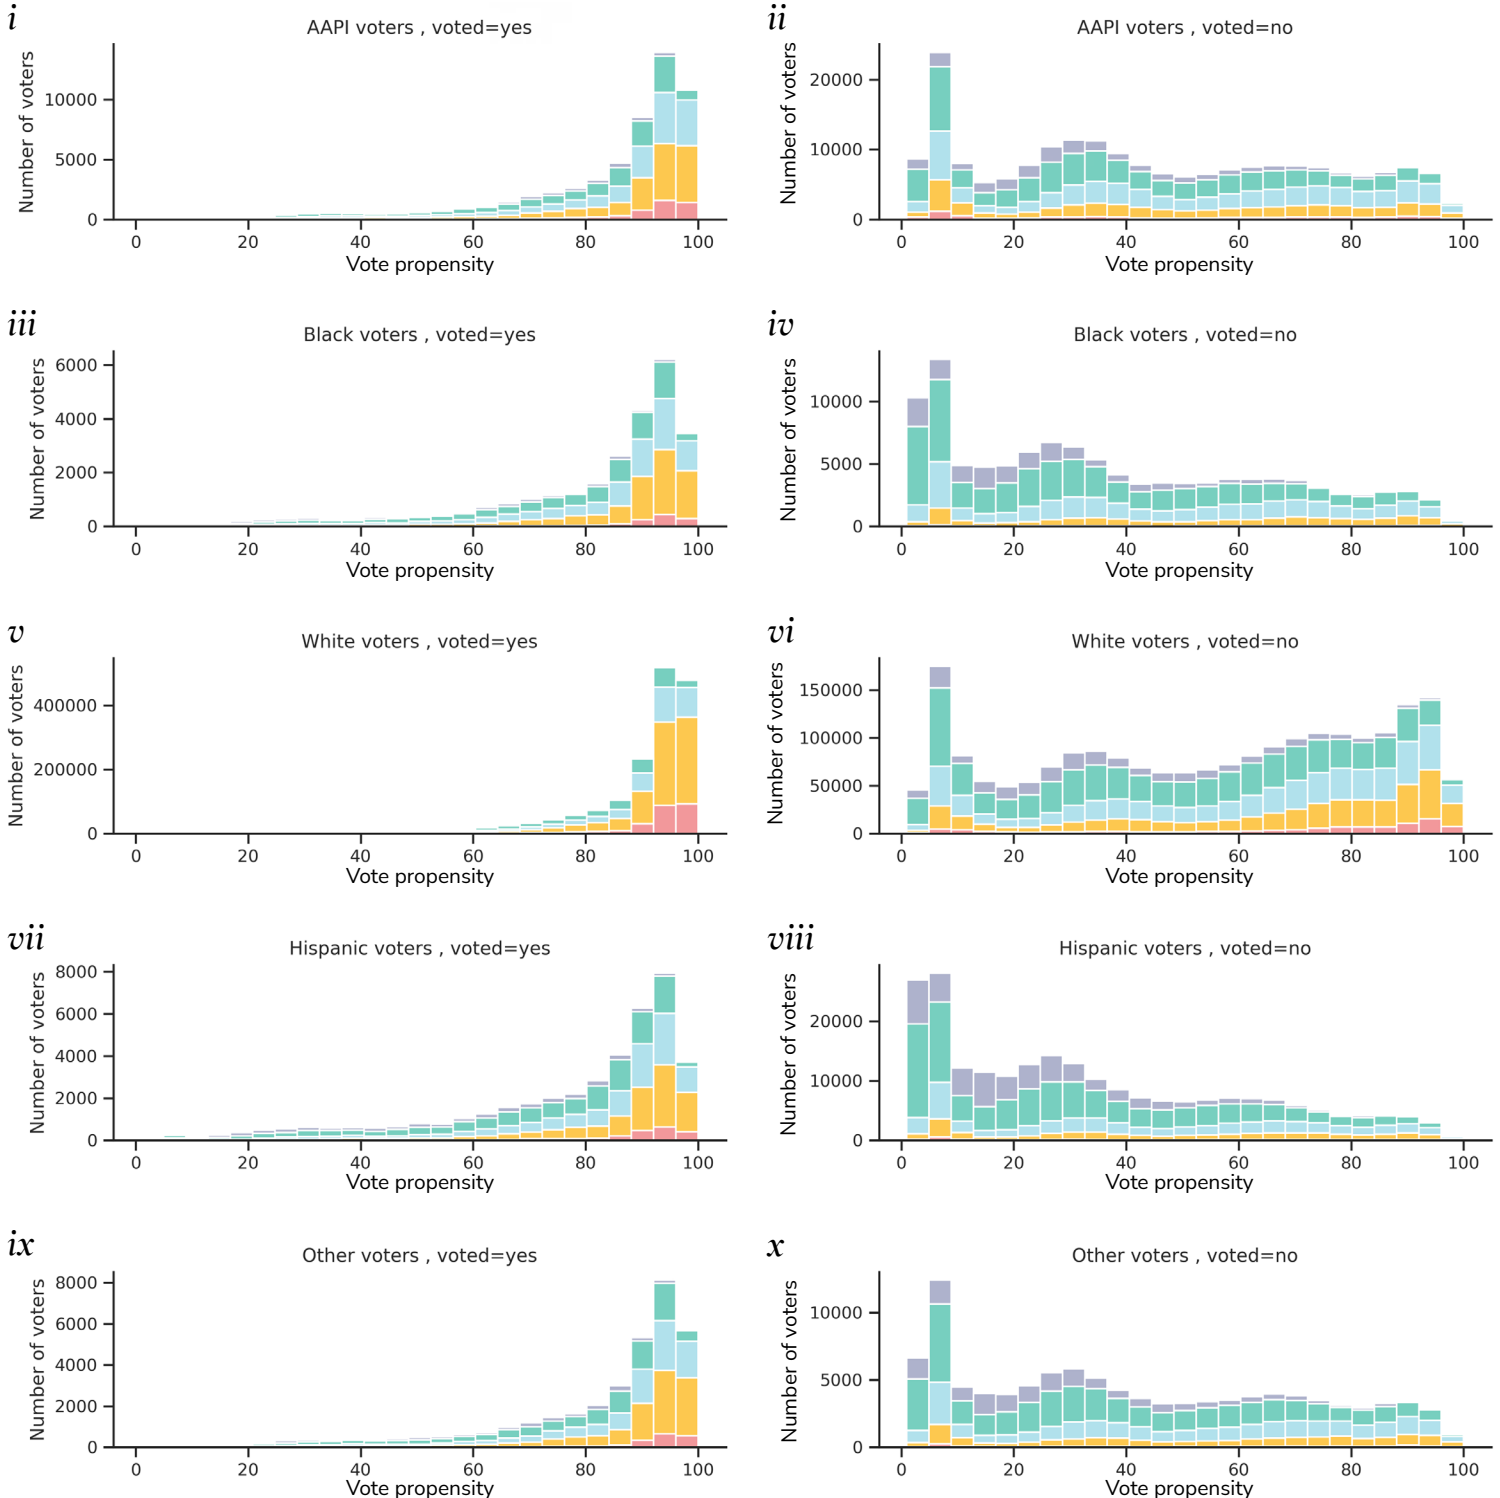 i
AAPI voters , voted=yes
Number of voters
10000
5000
0
0 20 40 60 80 100
Vote propensity
ii
AAPI voters , voted=no
Number of voters
20000
10000
0
0 20 40 60 80 100
Vote propensity
iii
Black voters , voted=yes
Number of voters
6000
4000
2000
0
0 20 40 60 80 100
Vote propensity
iv
Black voters , voted=no
Number of voters
10000
5000
0
0 20 40 60 80 100
Vote propensity
v
White voters , voted=yes
Number of voters
400000
200000
0
0 20 40 60 80 100
Vote propensity
vi
White voters , voted=no
Number of voters
150000
100000
50000
0
0 20 40 60 80 100
Vote propensity
vii
Hispanic voters , voted=yes
Number of voters
8000
6000
4000
2000
0
0 20 40 60 80 100
Vote propensity
viii
Hispanic voters , voted=no
Number of voters
20000
10000
0
0 20 40 60 80 100
Vote propensity
ix
Other voters , voted=yes
Number of voters
8000
6000
4000
2000
0
0 20 40 60 80 100
Vote propensity
x
Other voters , voted=no
Number of voters
10000
5000
0
0 20 40 60 80 100
Vote propensity